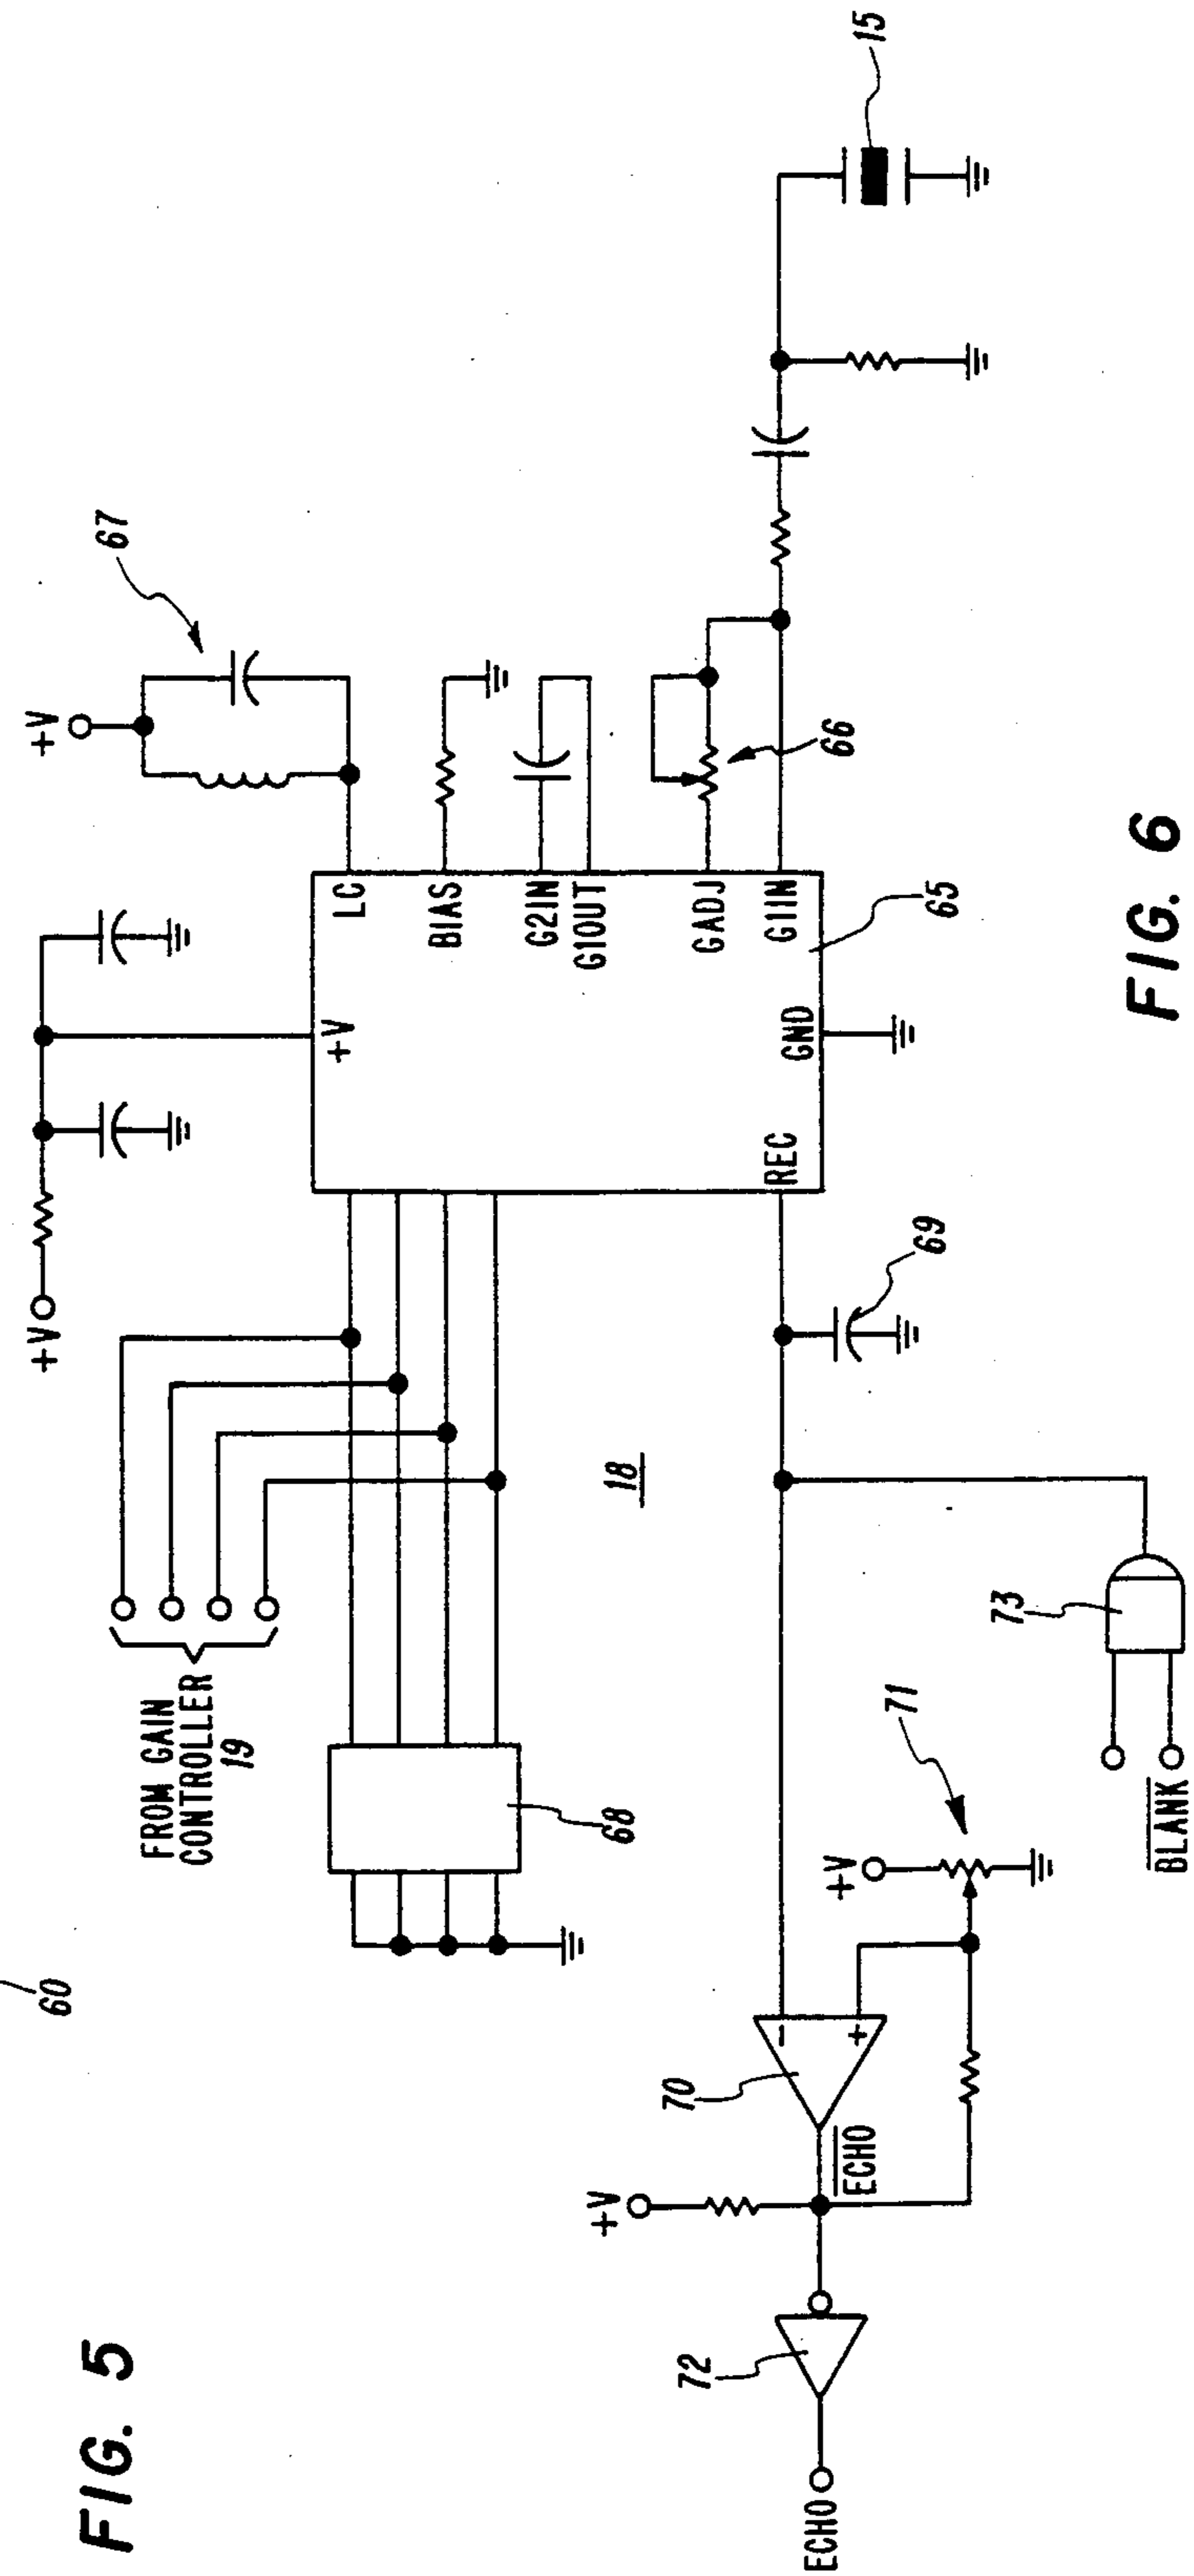 60
FIG. 5
+V
67
+V
FROM GAIN
CONTROLLER
19
68
18
+V
LC
BIAS
G2IN
G1OUT
GADJ
G1IN
REC
GND
65
66
15
69
70
+V
ECHO
72
ECHO
+V
71
73
BLANK
FIG. 6